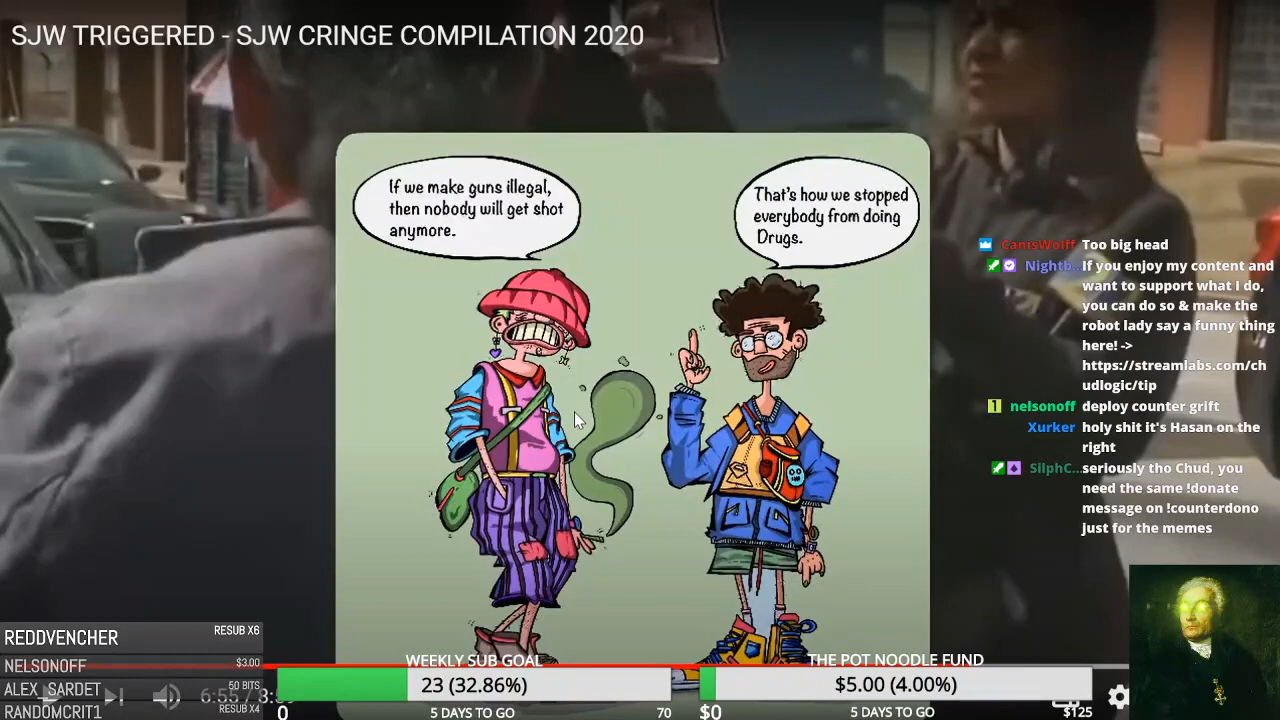 SJW TRIGGERED - SJW CRINGE COMPILATION 2020
If we make guns illegal,
then nobody will get shot
anymore.
That's how we stopped
everybody from doing
Drugs.
CanisWolff Too big head
Nightb... If you enjoy my content and
want to support what I do,
you can do so & make the
robot lady say a funny thing
here! ->
https://streamlabs.com/ch
udlogic/tip
nelsonoff deploy counter grift
Xurker holy shit it's Hasan on the
right
SilphC... seriously tho Chud, you
need the same !donate
message on !counterdono
just for the memes
REDDVENCHER RESUB X6
NELSONOFF $3.00
ALEX_SARDET 50 BITS
RANDOMCRIT1 RESUB X4
6:55
WEEKLY SUB GOAL
23 (32.86%)
0 5 DAYS TO GO 70
THE POT NOODLE FUND
$5.00 (4.00%)
$0 5 DAYS TO GO $125